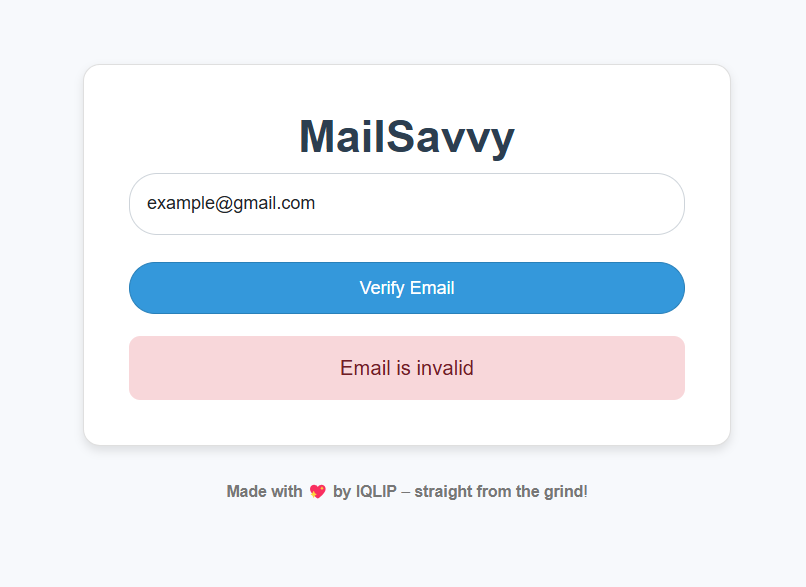 MailSavvy
example@gmail.com
Verify Email
Email is invalid
Made with 💖 by IQLIP – straight from the grind!